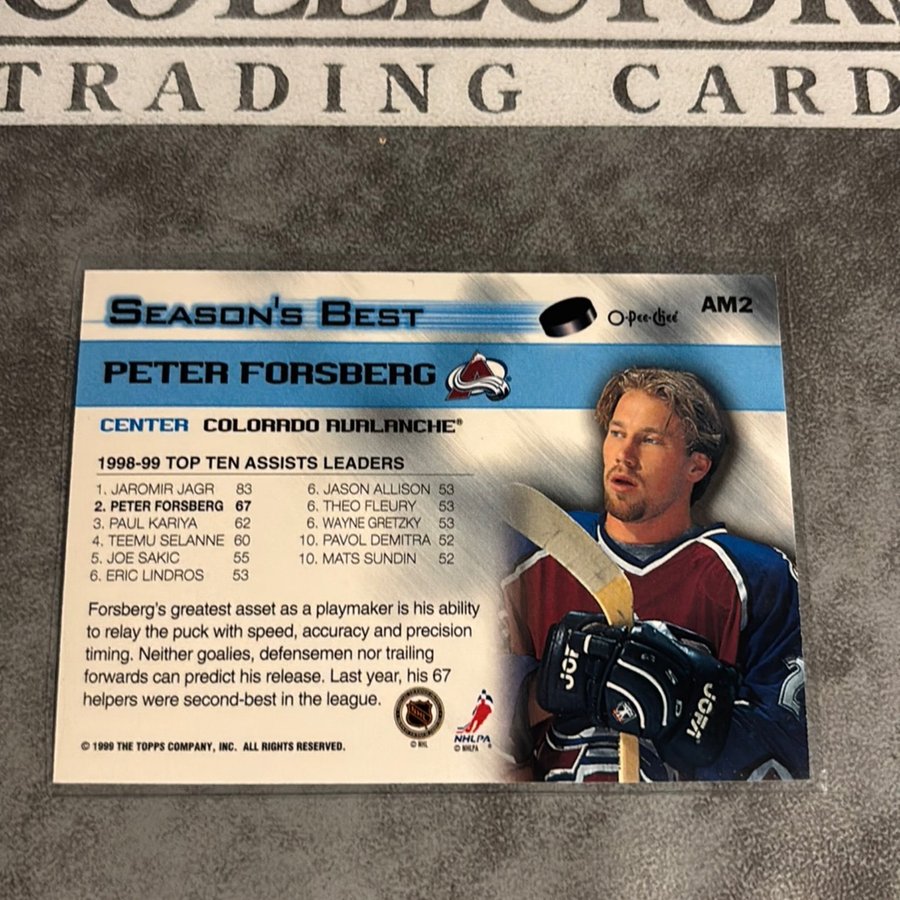 TRADING CARD
SEASON'S BEST
O-Pee-Chee
AM2
PETER FORSBERG
CENTER COLORADO AVALANCHE®
1998-99 TOP TEN ASSISTS LEADERS
1. JAROMIR JAGR 83
2. PETER FORSBERG 67
3. PAUL KARIYA 62
4. TEEMU SELANNE 60
5. JOE SAKIC 55
6. ERIC LINDROS 53
6. JASON ALLISON 53
6. THEO FLEURY 53
6. WAYNE GRETZKY 53
10. PAVOL DEMITRA 52
10. MATS SUNDIN 52
Forsberg's greatest asset as a playmaker is his ability
to relay the puck with speed, accuracy and precision
timing. Neither goalies, defensemen nor trailing
forwards can predict his release. Last year, his 67
helpers were second-best in the league.
NHL
© NHL
NHLPA
© NHLPA
© 1999 THE TOPPS COMPANY, INC. ALL RIGHTS RESERVED.
JOFA